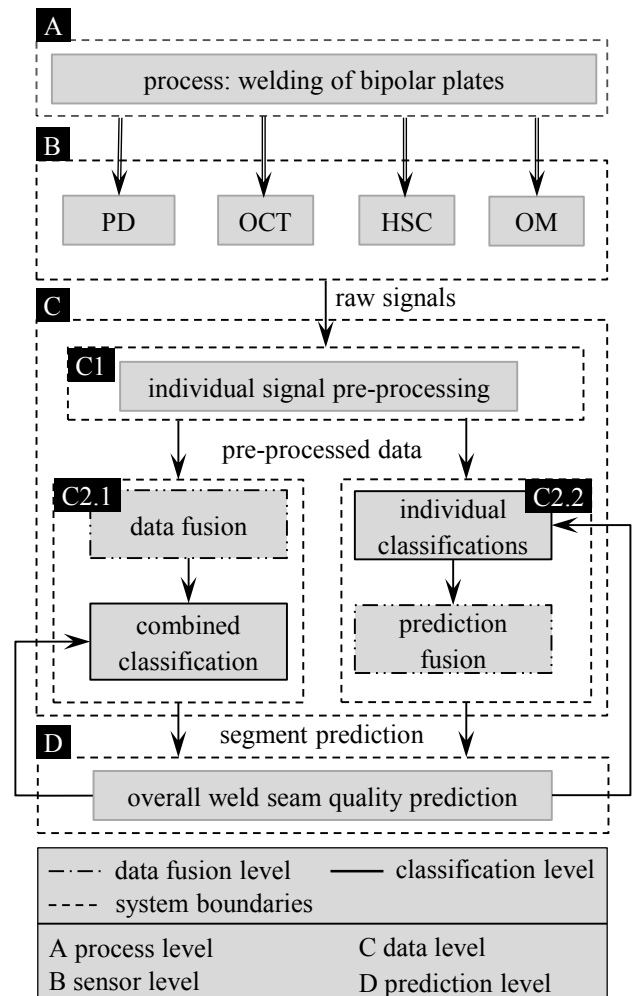 A
process: welding of bipolar plates
B
PD OCT HSC OM
raw signals
C
C1
individual signal pre-processing
pre-processed data
C2.1
data fusion
combined
classification
C2.2
individual
classifications
prediction
fusion
segment prediction
D
overall weld seam quality prediction
data fusion level classification level
system boundaries
A process level C data level
B sensor level D prediction level